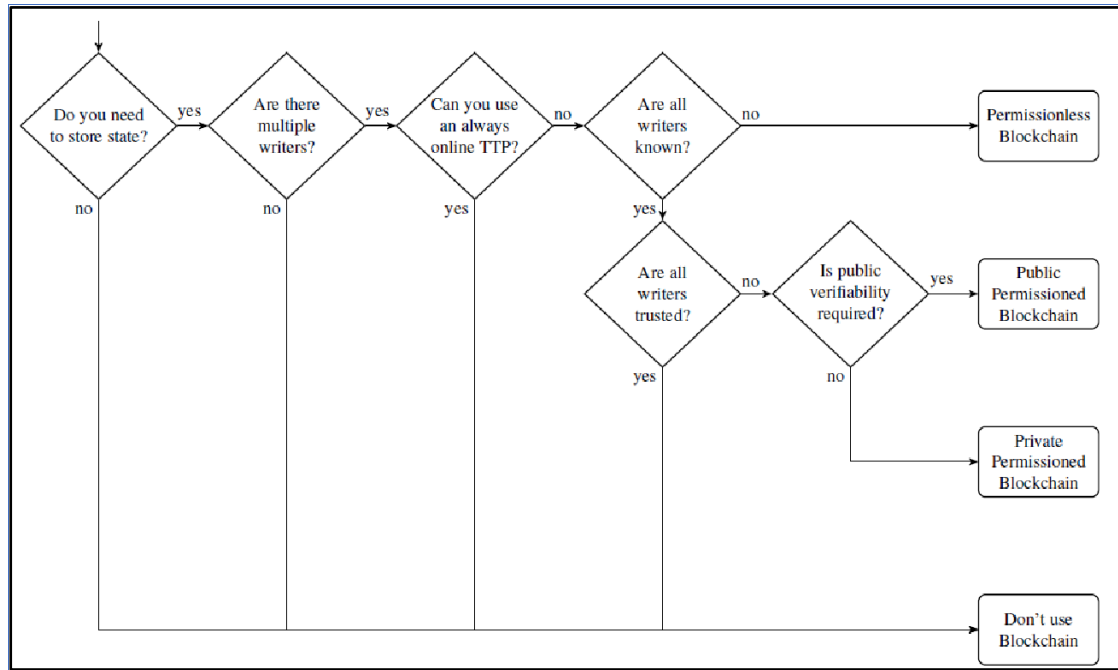 Do you need
to store state?
yes
no
Are there
multiple
writers?
yes
no
Can you use
an always
online TTP?
no
yes
Are all
writers
known?
no
yes
Permissionless
Blockchain
Are all
writers
trusted?
no
yes
Is public
verifiability
required?
yes
no
Public
Permissioned
Blockchain
Private
Permissioned
Blockchain
Don't use
Blockchain